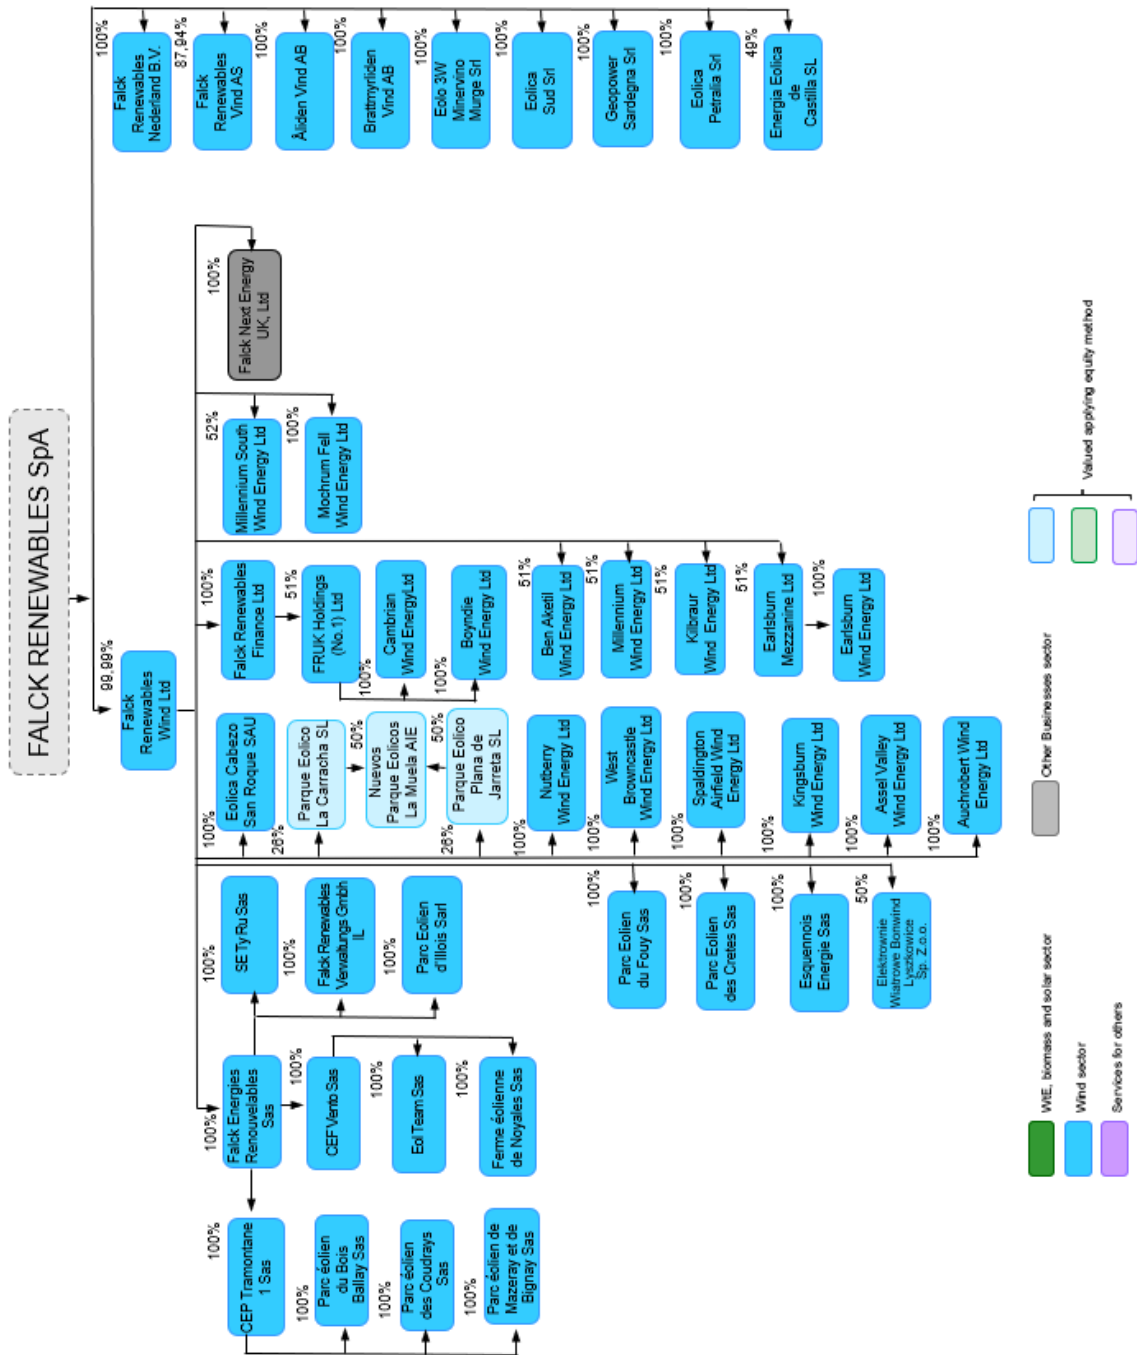 FALCK RENEWABLES SpA
99,99%
Falck
Renewables
Wind Ltd
100%
Falck Energies
Renouvelables
Sas
100%
CEP Tramontane
1 Sas
100%
Parc éolien
du Bois
Ballay Sas
100%
Parc éolien
des Coudrays
Sas
100%
Parc éolien de
Mazeray et de
Bignay Sas
100%
CEF Vento Sas
100%
Eol Team Sas
100%
Ferme éolienne
de Noyales Sas
100%
SE Ty Ru Sas
100%
Falck Renewables
Verwaltungs Gmbh
IL
100%
Parc Eolien
d'Illois Sarl
100%
Parc Eolien
du Fouy Sas
100%
Parc Eolien
des Cretes Sas
100%
Esquennois
Energie Sas
50%
Elektrownie
Wiatrowe Bonwind
Lyszkowice
Sp. Z.o.o.
100%
Eolica Cabezo
San Roque SAU
26%
Parque Eolico
La Carracha SL
50%
Nuevos
Parque Eolicos
La Muela AIE
50%
26%
Parque Eolico
Plana de
Jarreta SL
100%
Nutberry
Wind Energy Ltd
100%
West
Browncastle
Wind Energy Ltd
100%
Spaldington
Airfield Wind
Energy Ltd
100%
Kingsburn
Wind Energy Ltd
100%
Assel Valley
Wind Energy Ltd
100%
Auchrobert Wind
Energy Ltd
100%
Falck Renewables
Finance Ltd
51%
FRUK Holdings
(No.1) Ltd
100%
Cambrian
Wind EnergyLtd
100%
Boyndie
Wind Energy Ltd
51%
Ben Aketil
Wind Energy Ltd
51%
Millennium
Wind Energy Ltd
51%
Kilbraur
Wind Energy Ltd
51%
Earlsburn
Mezzanine Ltd
100%
Earlsburn
Wind Energy Ltd
52%
Millennium South
Wind Energy Ltd
100%
Mochrum Fell
Wind Energy Ltd
100%
Falck Next Energy
UK, Ltd
100%
Falck
Renewables
Nederland B.V.
87,94%
Falck
Renewables
Vind AS
100%
Åliden Vind AB
100%
Brattmyrliden
Vind AB
100%
Eolo 3W
Minervino
Murge Srl
100%
Eolica
Sud Srl
100%
Geopower
Sardegna Srl
100%
Eolica
Petralia Srl
49%
Energia Eolica
de
Castilla SL
WtE, biomass and solar sector
Wind sector
Services for others
Other Businesses sector
Valued applying equity method